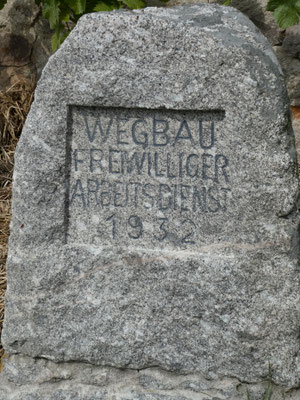 WEGBAU
FREIWILLIGER
ARBEITSDIENST
1932